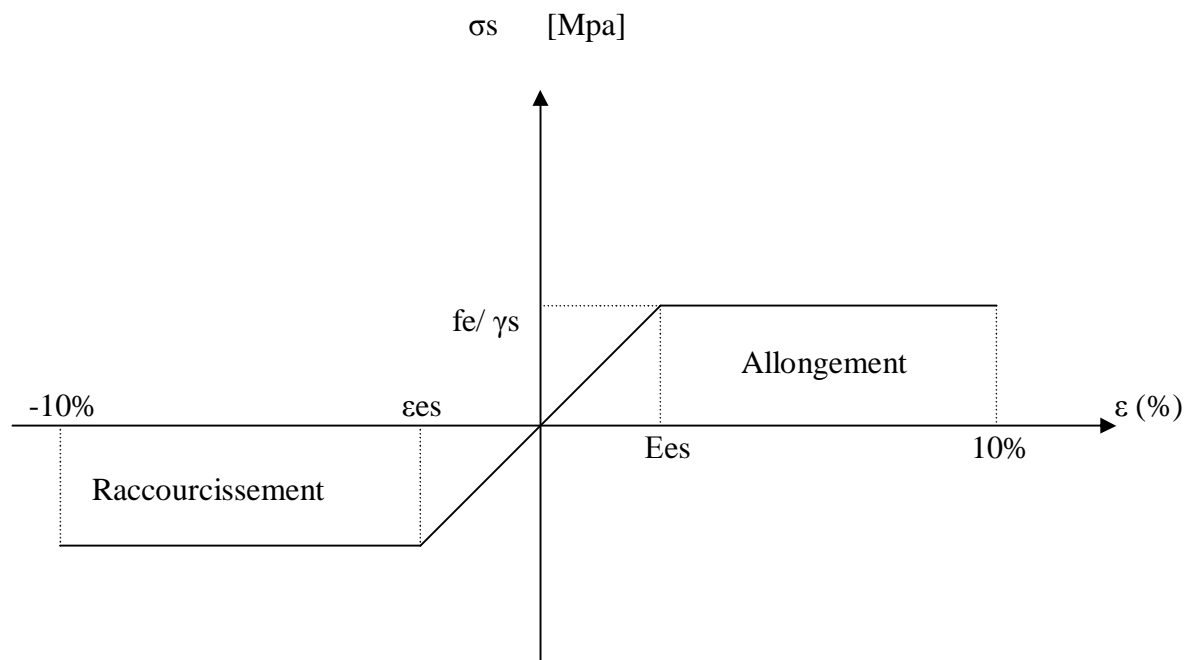 σs [Mpa]
fe/ γs
Allongement
-10% εes ε (%)
Ees 10%
Raccourcissement